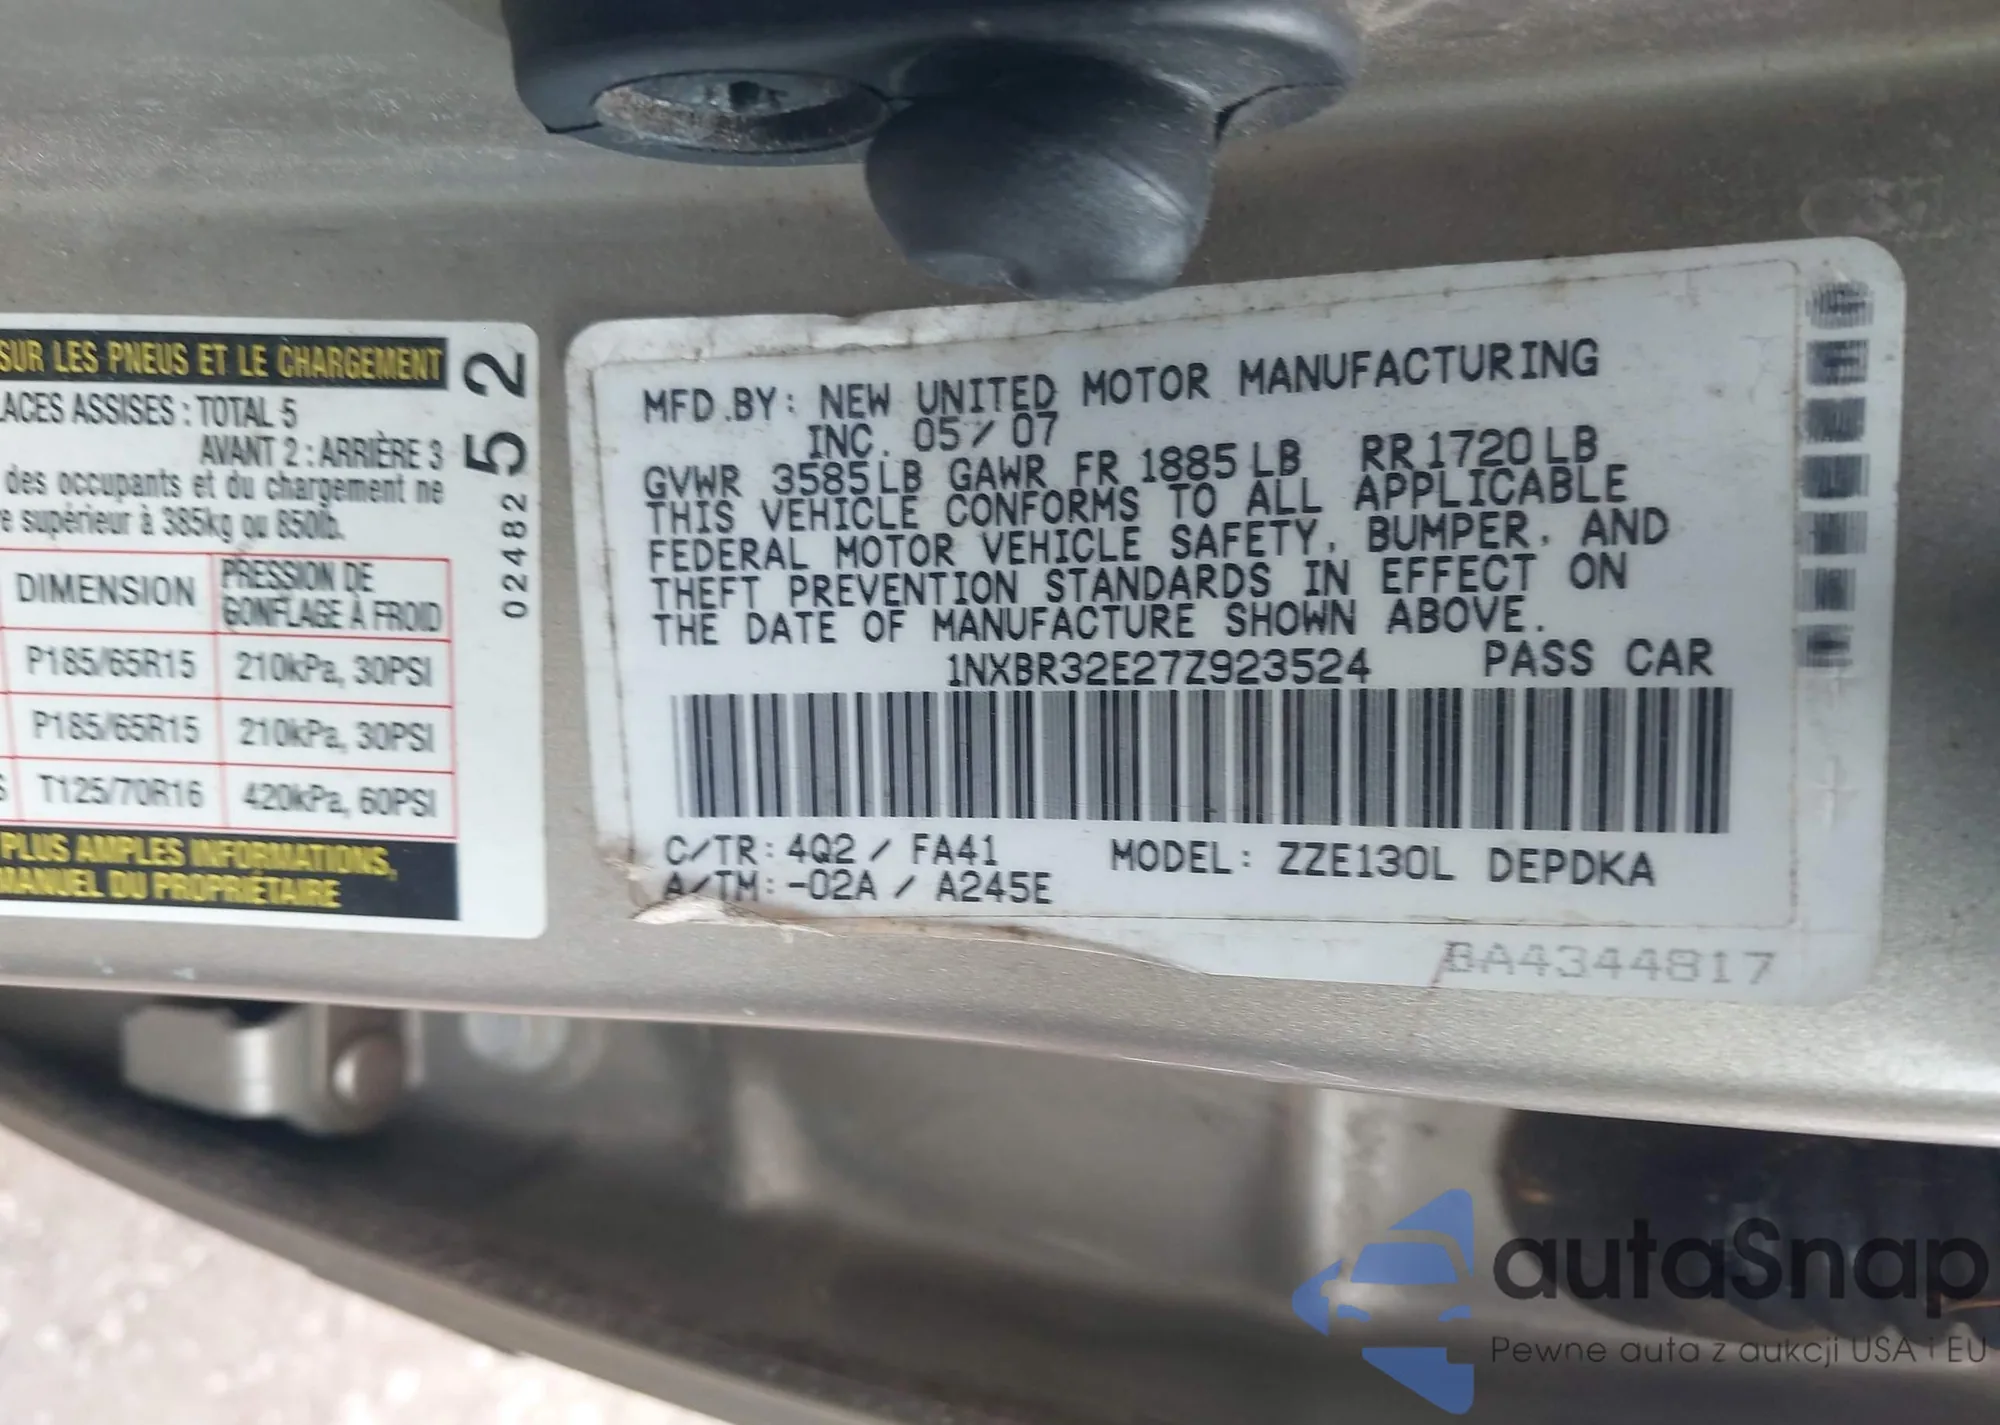 SUR LES PNEUS ET LE CHARGEMENT
LACES ASSISES : TOTAL 5
AVANT 2 : ARRIÈRE 3
des occupants et du chargement ne
e supérieur à 385kg ou 850lb.
DIMENSION
PRESSION DE
GONFLAGE À FROID
P185/65R15 210kPa, 30PSI
P185/65R15 210kPa, 30PSI
S T125/70R16 420kPa, 60PSI
PLUS AMPLES INFORMATIONS,
MANUEL DU PROPRIÉTAIRE
02482 52
MFD.BY: NEW UNITED MOTOR MANUFACTURING
INC. 05/07
GVWR 3585LB GAWR FR 1885LB RR 1720LB
THIS VEHICLE CONFORMS TO ALL APPLICABLE
FEDERAL MOTOR VEHICLE SAFETY, BUMPER, AND
THEFT PREVENTION STANDARDS IN EFFECT ON
THE DATE OF MANUFACTURE SHOWN ABOVE.
1NXBR32E27Z923524 PASS CAR
C/TR: 4Q2 / FA41 MODEL: ZZE130L DEPDKA
A/TM: -02A / A245E
BA4344817
autaSnap
Pewne auta z aukcji USA i EU